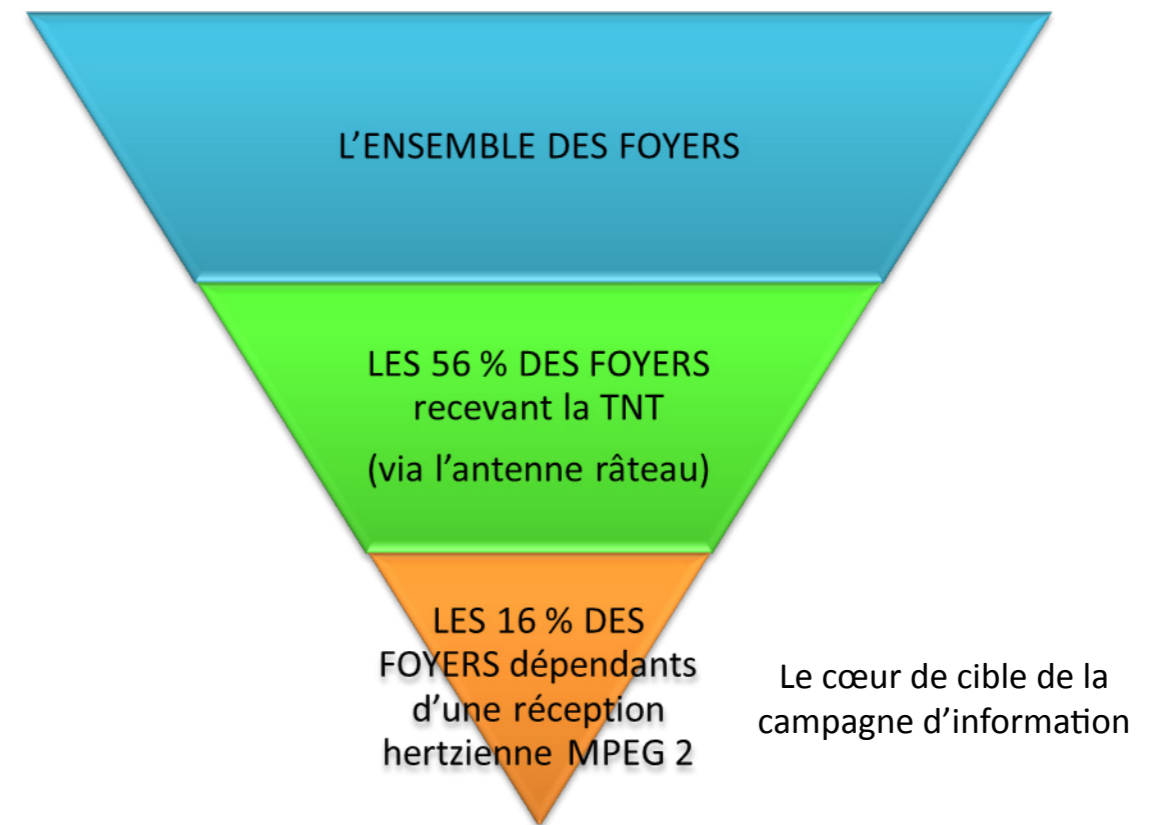 L’ENSEMBLE DES FOYERS
LES 56 % DES FOYERS
recevant la TNT
(via l’antenne râteau)
LES 16 % DES
FOYERS dépendants
d’une réception
hertzienne MPEG 2
Le cœur de cible de la
campagne d’information